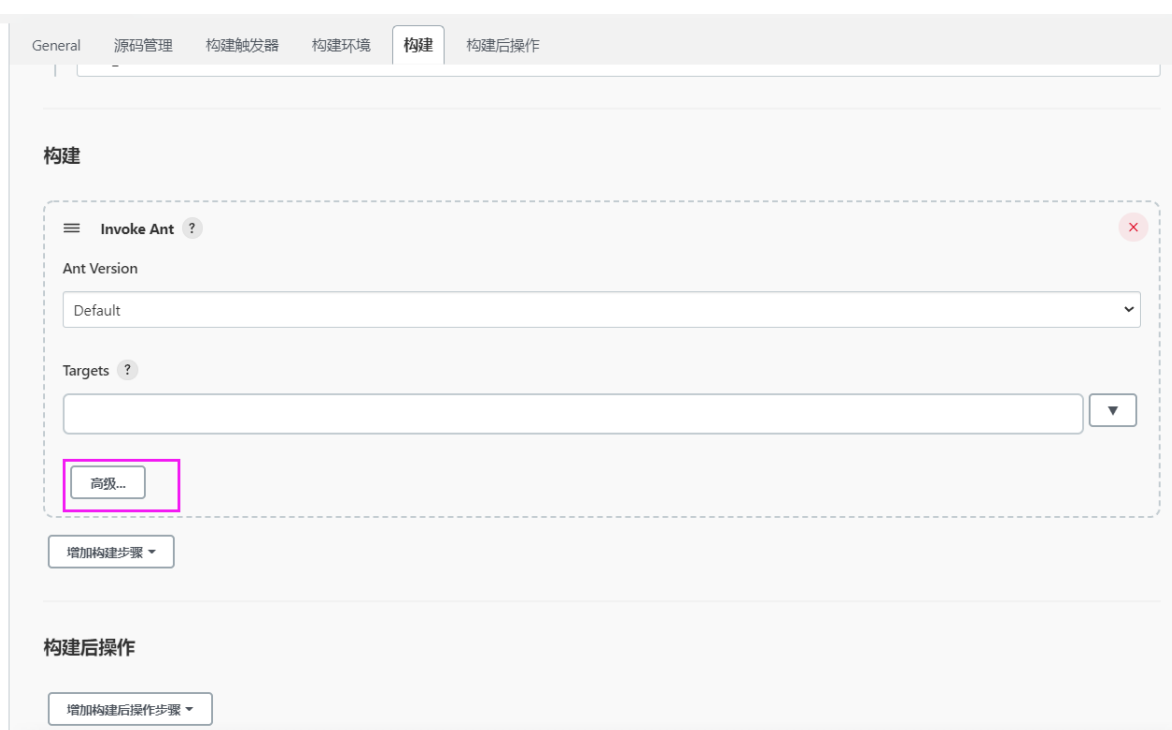 General 源码管理 构建触发器 构建环境 构建 构建后操作
构建
Invoke Ant ?
Ant Version
Default
Targets ?
高级...
增加构建步骤
构建后操作
增加构建后操作步骤